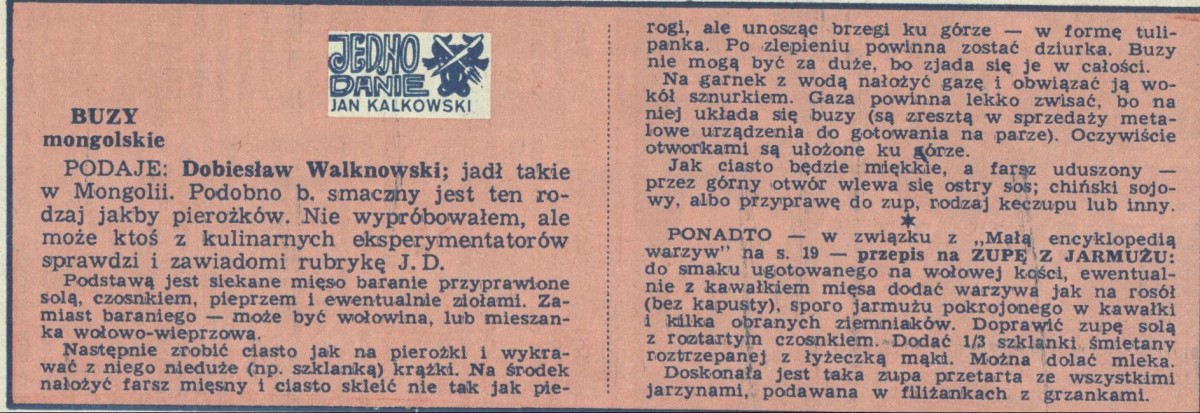 JEDNO
DANIE
JAN KALKOWSKI
BUZY
mongolskie
PODAJE: Dobiesław Walknowski; jadł takie
w Mongolii. Podobno b. smaczny jest ten ro-
dzaj jakby pierożków. Nie wypróbowałem, ale
może ktoś z kulinarnych eksperymentatorów
sprawdzi i zawiadomi rubrykę J. D.
Podstawą jest siekane mięso baranie przyprawione
solą, czosnkiem, pieprzem i ewentualnie ziołami. Za-
miast baraniego — może być wołowina, lub mieszan-
ka wołowo-wieprzowa.
Następnie zrobić ciasto jak na pierożki i wykra-
wać z niego nieduże (np. szklanką) krążki. Na środek
nałożyć farsz mięsny i ciasto skleić nie tak jak pie-
rogi, ale unosząc brzegi ku górze — w formę tuli-
panka. Po zlepieniu powinna zostać dziurka. Buzy
nie mogą być za duże, bo zjada się je w całości.
Na garnek z wodą nałożyć gazę i obwiązać ją wo-
kół sznurkiem. Gaza powinna lekko zwisać, bo na
niej układa się buzy (są zresztą w sprzedaży meta-
lowe urządzenia do gotowania na parze). Oczywiście
otworkami są ułożone ku górze.
Jak ciasto będzie miękkie, a farsz uduszony —
przez górny otwór wlewa się ostry sos; chiński sojo-
wy, albo przyprawę do zup, rodzaj keczupu lub inny.
*
PONADTO — w związku z „Małą encyklopedią
warzyw" na s. 19 — przepis na ZUPĘ Z JARMUŻU:
do smaku ugotowanego na wołowej kości, ewentual-
nie z kawałkiem mięsa dodać warzywa jak na rosół
(bez kapusty), sporo jarmużu pokrojonego w kawałki
i kilka obranych ziemniaków. Doprawić zupę solą
z roztartym czosnkiem. Dodać 1/3 szklanki śmietany
roztrzepanej z łyżeczką mąki. Można dolać mleka.
Doskonała jest taka zupa przetarta ze wszystkimi
jarzynami, podawana w filiżankach z grzankami.